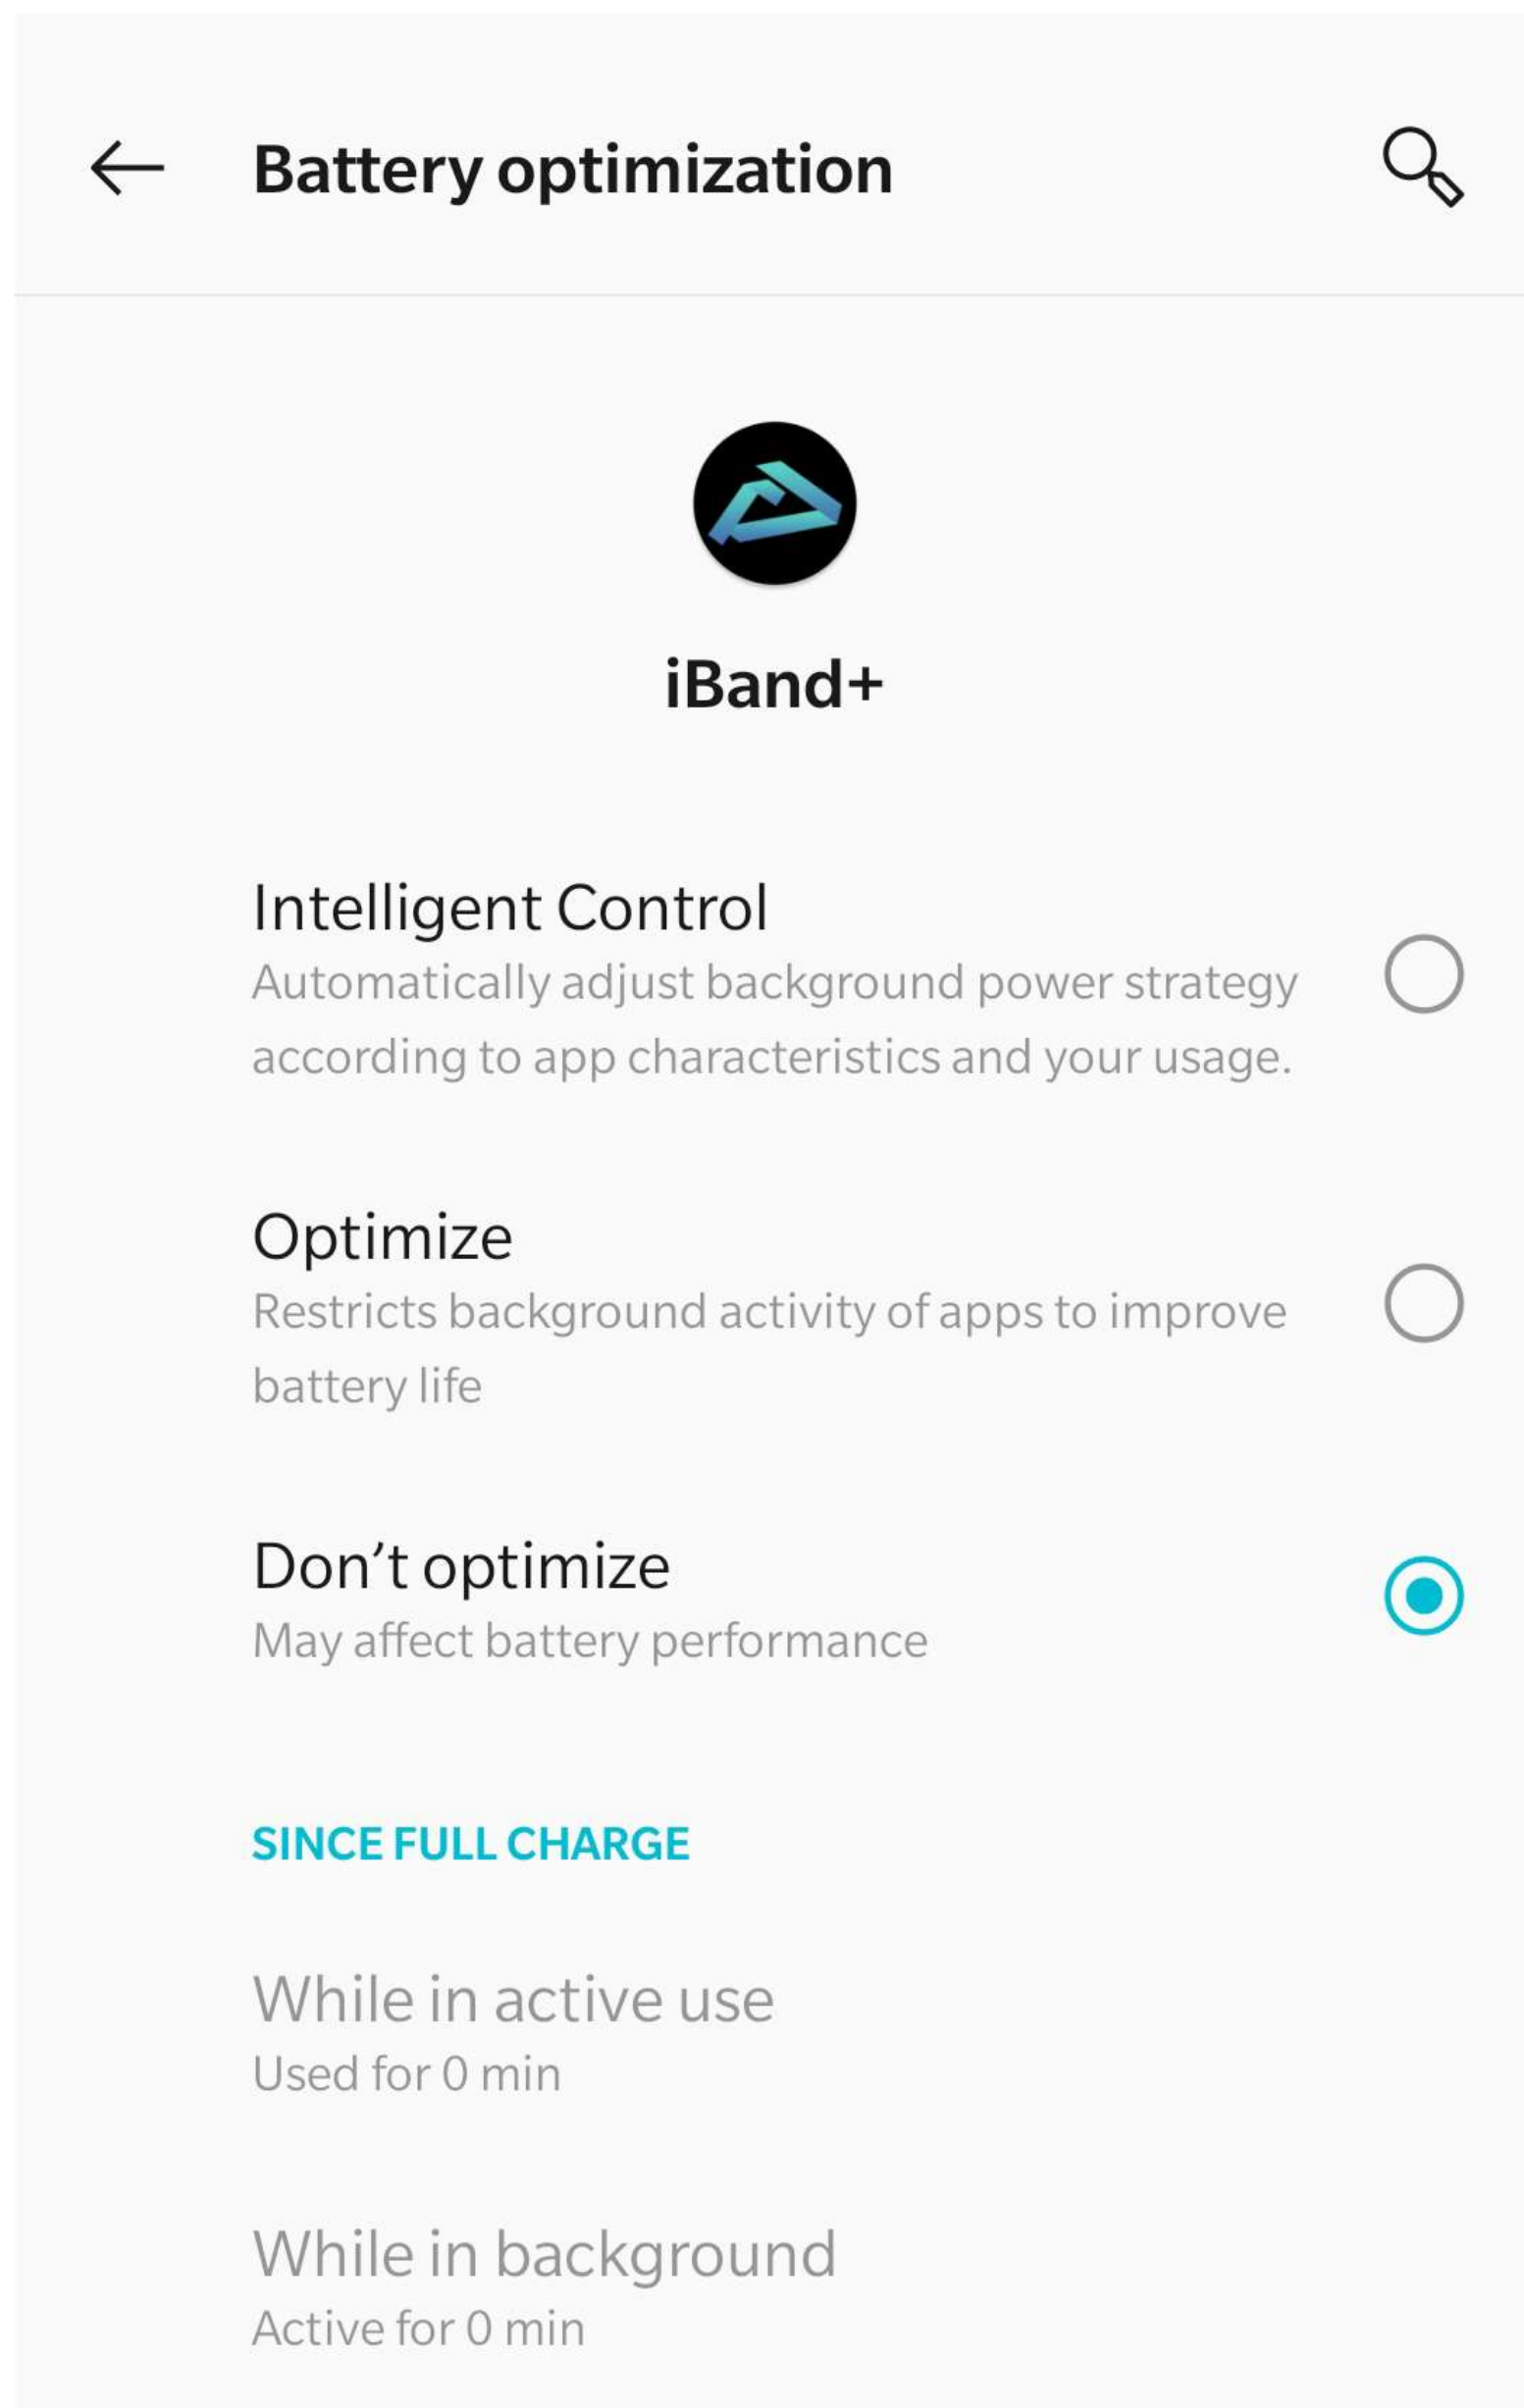 Battery optimization
iBand+
Intelligent Control
Automatically adjust background power strategy
according to app characteristics and your usage.
Optimize
Restricts background activity of apps to improve
battery life
Don’t optimize
May affect battery performance
SINCE FULL CHARGE
While in active use
Used for 0 min
While in background
Active for 0 min